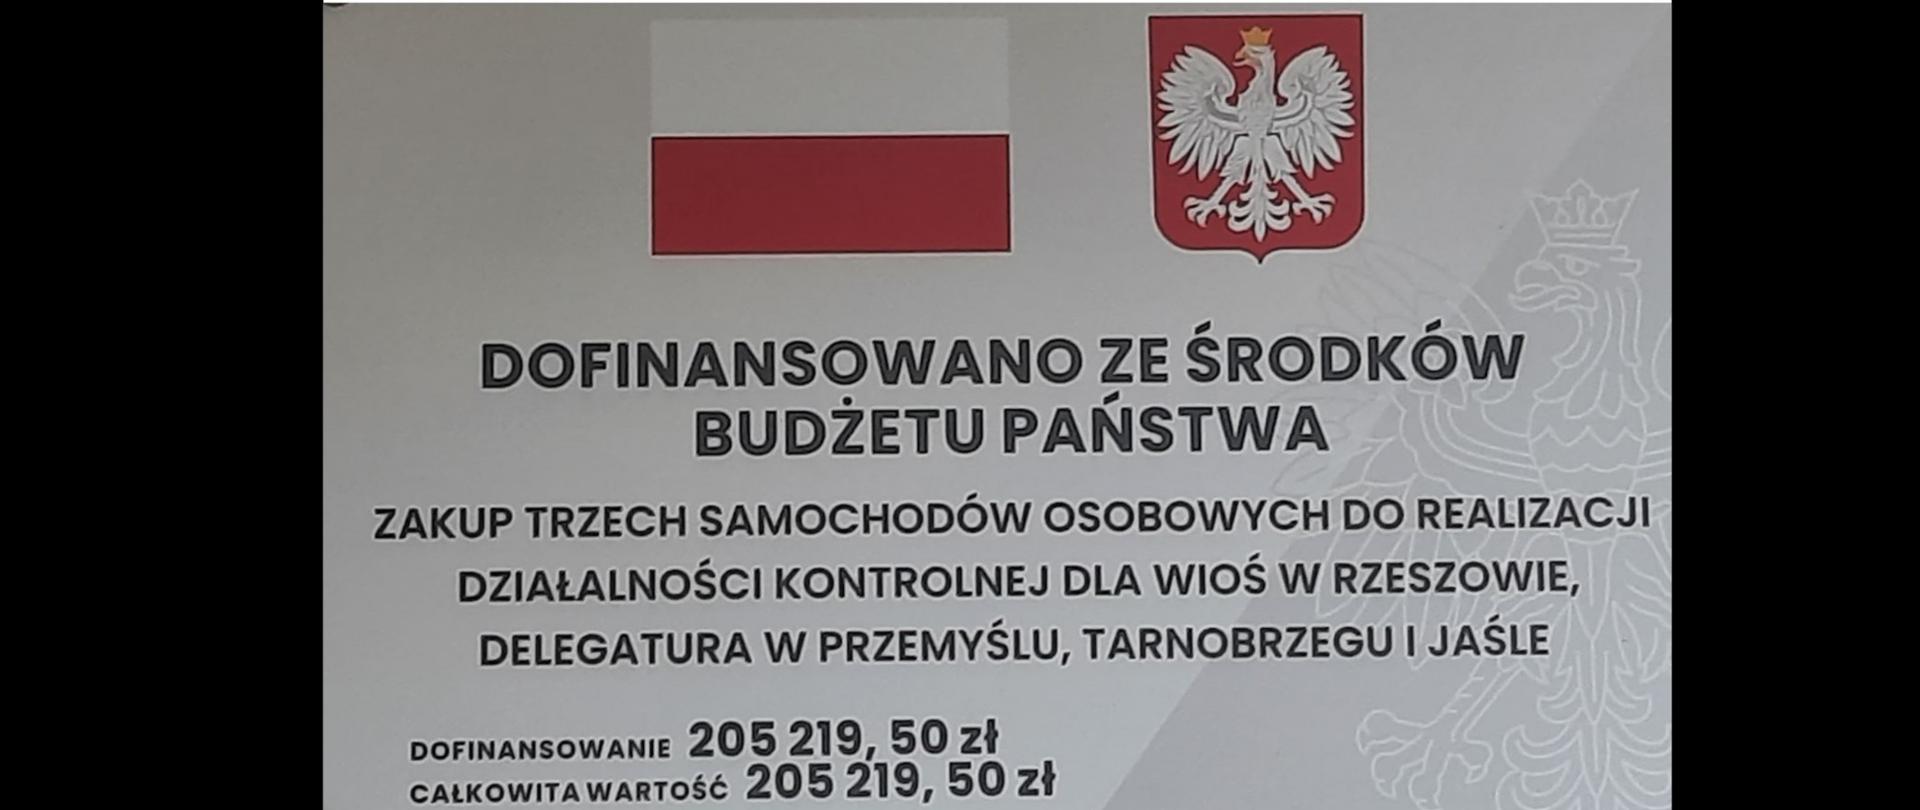 DOFINANSOWANO ZE ŚRODKÓW
BUDŻETU PAŃSTWA
ZAKUP TRZECH SAMOCHODÓW OSOBOWYCH DO REALIZACJI
DZIAŁALNOŚCI KONTROLNEJ DLA WIOŚ W RZESZOWIE,
DELEGATURA W PRZEMYŚLU, TARNOBRZEGU I JAŚLE
DOFINANSOWANIE 205 219, 50 zł
CAŁKOWITA WARTOŚĆ 205 219, 50 zł